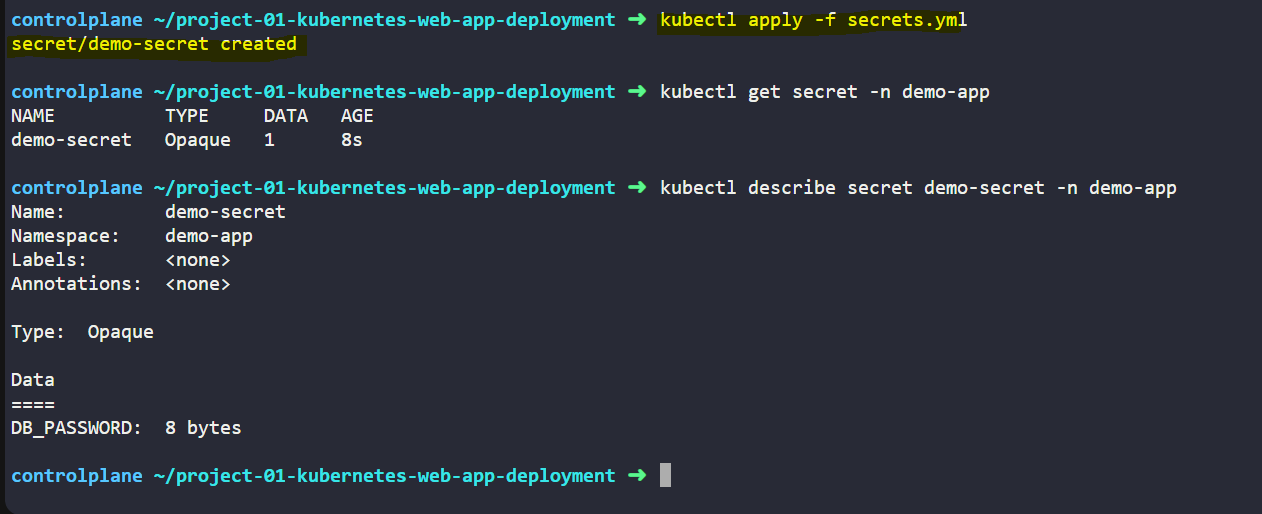 controlplane ~/project-01-kubernetes-web-app-deployment ➜ kubectl apply -f secrets.yml
secret/demo-secret created
controlplane ~/project-01-kubernetes-web-app-deployment ➜ kubectl get secret -n demo-app
NAME TYPE DATA AGE
demo-secret Opaque 1 8s
controlplane ~/project-01-kubernetes-web-app-deployment ➜ kubectl describe secret demo-secret -n demo-app
Name: demo-secret
Namespace: demo-app
Labels: <none>
Annotations: <none>
Type: Opaque
Data
====
DB_PASSWORD: 8 bytes
controlplane ~/project-01-kubernetes-web-app-deployment ➜